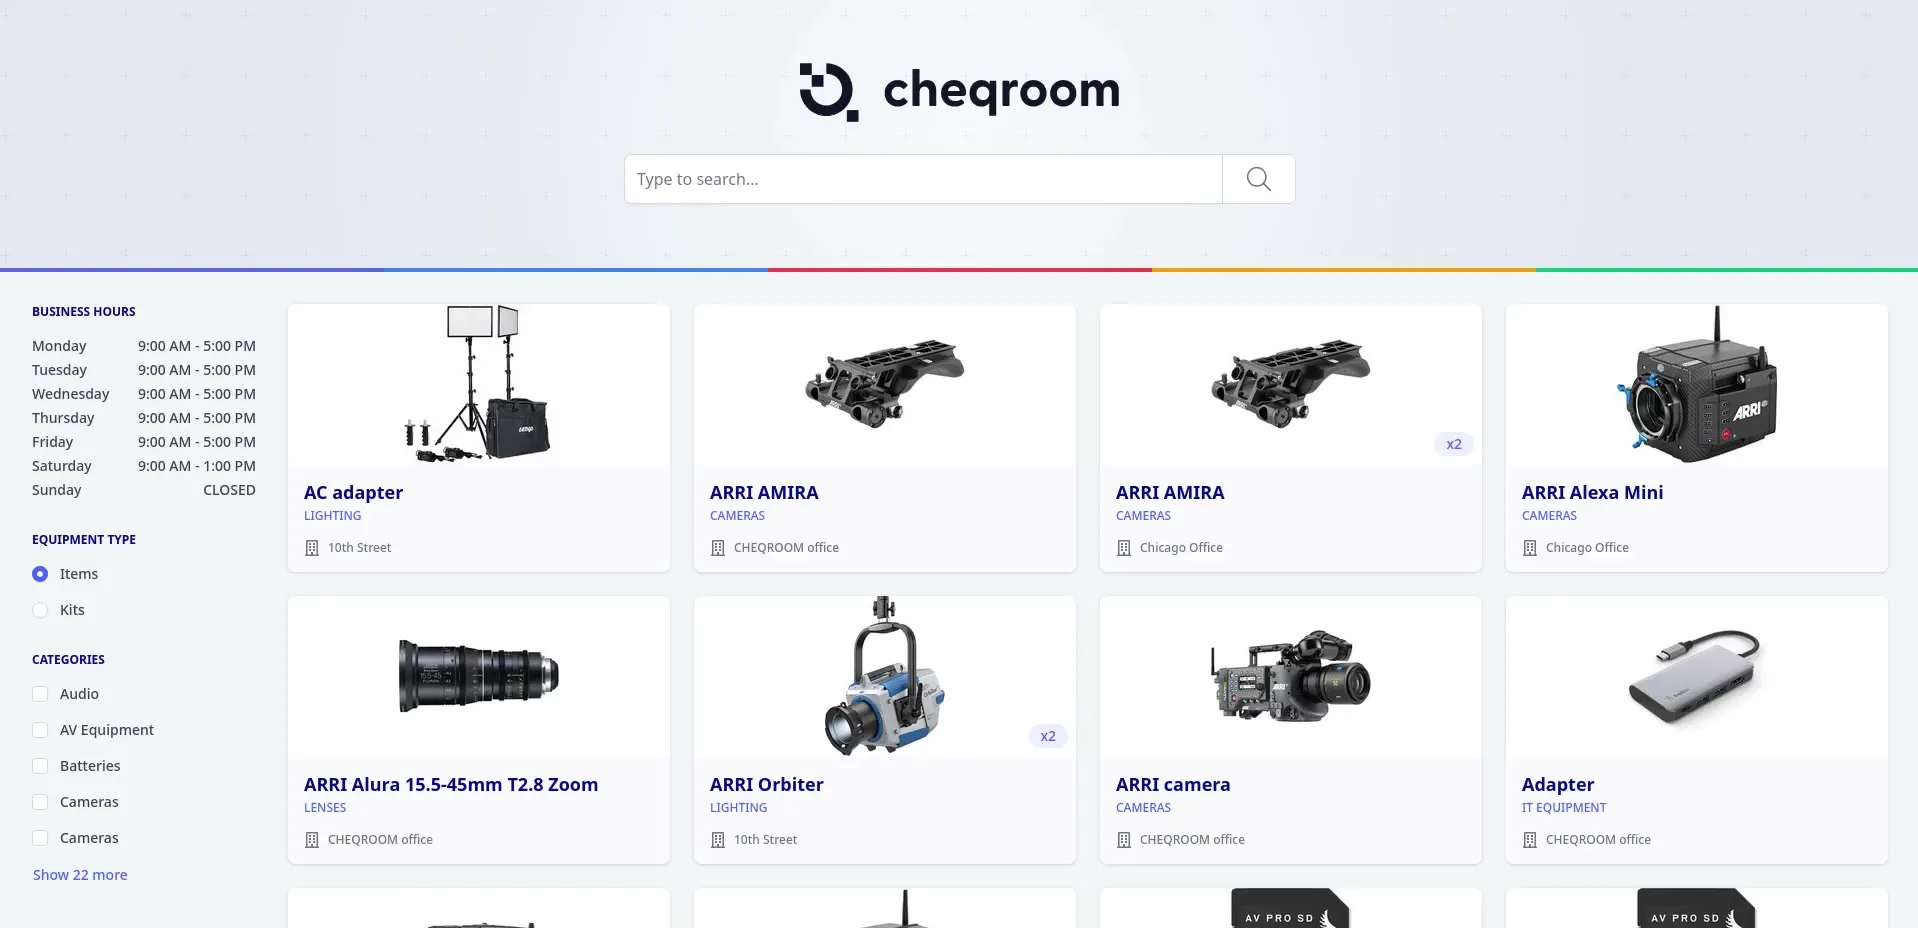 cheqroom
Type to search...
BUSINESS HOURS
Monday 9:00 AM - 5:00 PM
Tuesday 9:00 AM - 5:00 PM
Wednesday 9:00 AM - 5:00 PM
Thursday 9:00 AM - 5:00 PM
Friday 9:00 AM - 5:00 PM
Saturday 9:00 AM - 1:00 PM
Sunday CLOSED
EQUIPMENT TYPE
Items
Kits
CATEGORIES
Audio
AV Equipment
Batteries
Cameras
Cameras
Show 22 more
AC adapter
LIGHTING
10th Street
ARRI AMIRA
CAMERAS
CHEQROOM office
x2
ARRI AMIRA
CAMERAS
Chicago Office
ARRI
ARRI Alexa Mini
CAMERAS
Chicago Office
ARRI Alura 15.5-45mm T2.8 Zoom
LENSES
CHEQROOM office
x2
ARRI Orbiter
LIGHTING
10th Street
ARRI camera
CAMERAS
CHEQROOM office
Adapter
IT EQUIPMENT
CHEQROOM office
AV PRO SD
AV PRO SD